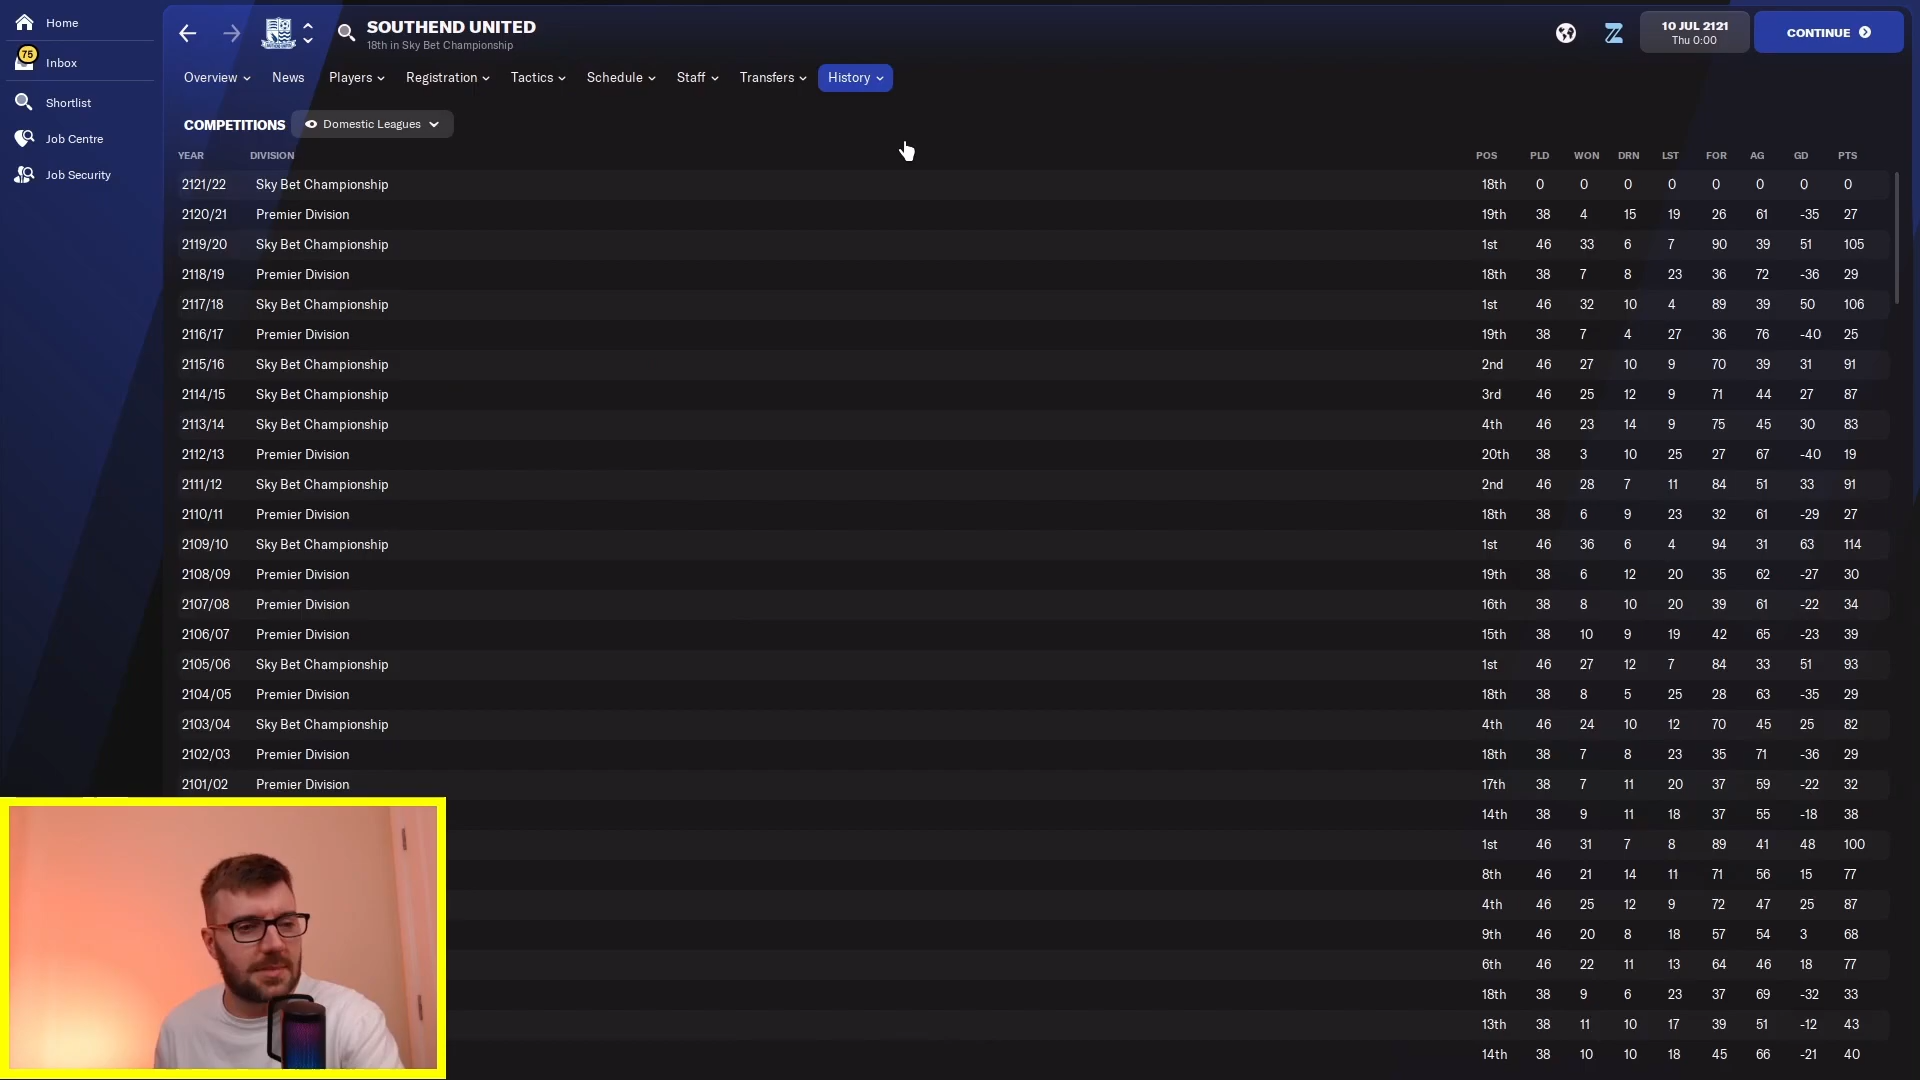 Home
75
Inbox
Shortlist
Job Centre
Job Security
SOUTHEND UNITED
18th in Sky Bet Championship
10 JUL 2121
Thu 0:00
CONTINUE
Overview News Players Registration Tactics Schedule Staff Transfers History
COMPETITIONS Domestic Leagues
YEAR DIVISION POS PLD WON DRN LST FOR AG GD PTS
2121/22 Sky Bet Championship 18th 0 0 0 0 0 0 0 0
2120/21 Premier Division 19th 38 4 15 19 26 61 -35 27
2119/20 Sky Bet Championship 1st 46 33 6 7 90 39 51 105
2118/19 Premier Division 18th 38 7 8 23 36 72 -36 29
2117/18 Sky Bet Championship 1st 46 32 10 4 89 39 50 106
2116/17 Premier Division 19th 38 7 4 27 36 76 -40 25
2115/16 Sky Bet Championship 2nd 46 27 10 9 70 39 31 91
2114/15 Sky Bet Championship 3rd 46 25 12 9 71 44 27 87
2113/14 Sky Bet Championship 4th 46 23 14 9 75 45 30 83
2112/13 Premier Division 20th 38 3 10 25 27 67 -40 19
2111/12 Sky Bet Championship 2nd 46 28 7 11 84 51 33 91
2110/11 Premier Division 18th 38 6 9 23 32 61 -29 27
2109/10 Sky Bet Championship 1st 46 36 6 4 94 31 63 114
2108/09 Premier Division 19th 38 6 12 20 35 62 -27 30
2107/08 Premier Division 16th 38 8 10 20 39 61 -22 34
2106/07 Premier Division 15th 38 10 9 19 42 65 -23 39
2105/06 Sky Bet Championship 1st 46 27 12 7 84 33 51 93
2104/05 Premier Division 18th 38 8 5 25 28 63 -35 29
2103/04 Sky Bet Championship 4th 46 24 10 12 70 45 25 82
2102/03 Premier Division 18th 38 7 8 23 35 71 -36 29
2101/02 Premier Division 17th 38 7 11 20 37 59 -22 32
14th 38 9 11 18 37 55 -18 38
1st 46 31 7 8 89 41 48 100
8th 46 21 14 11 71 56 15 77
4th 46 25 12 9 72 47 25 87
9th 46 20 8 18 57 54 3 68
6th 46 22 11 13 64 46 18 77
18th 38 9 6 23 37 69 -32 33
13th 38 11 10 17 39 51 -12 43
14th 38 10 10 18 45 66 -21 40